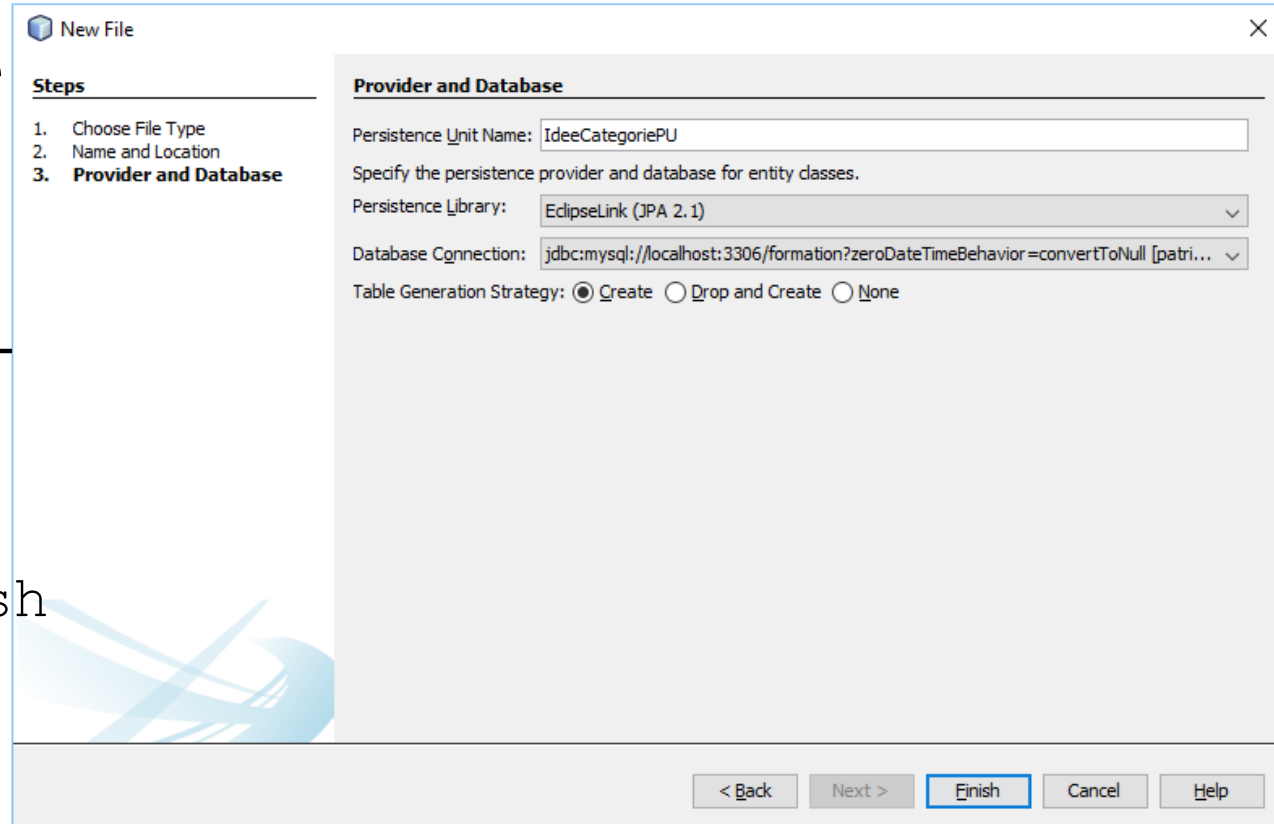 New File
Steps
1. Choose File Type
2. Name and Location
3. Provider and Database
Provider and Database
Persistence Unit Name: IdeeCategoriePU
Specify the persistence provider and database for entity classes.
Persistence Library: EclipseLink (JPA 2.1)
Database Connection: jdbc:mysql://localhost:3306/formation?zeroDateTimeBehavior=convertToNull [patri...
Table Generation Strategy: Create Drop and Create None
sh
< Back Next > Finish Cancel Help